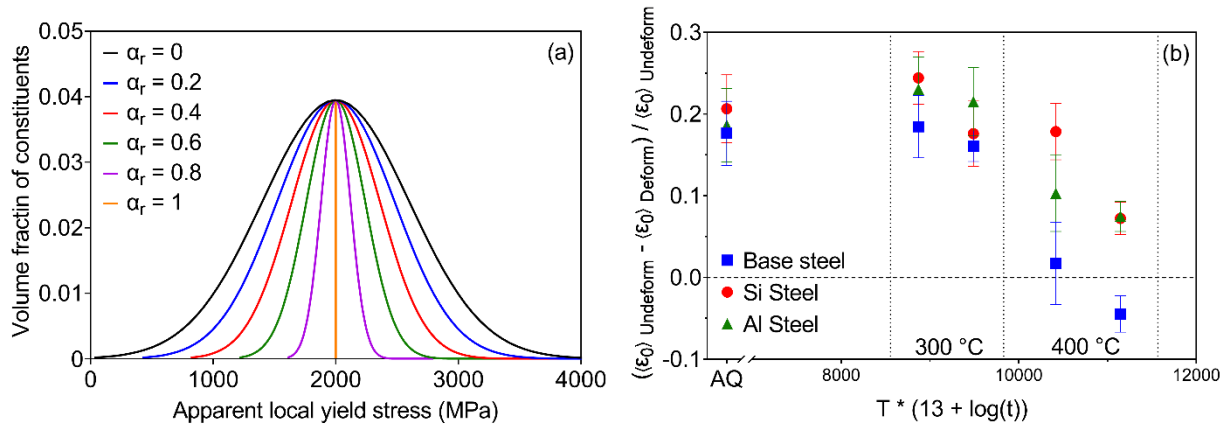 (a)
0.05
0.04
0.03
0.02
0.01
0
Volume fractin of constituents
αr = 0
αr = 0.2
αr = 0.4
αr = 0.6
αr = 0.8
αr = 1
0 1000 2000 3000 4000
Apparent local yield stress (MPa)
(b)
0.3
0.2
0.1
0.0
-0.1
(⟨ε0⟩ Undeform - ⟨ε0⟩ Deform) / ⟨ε0⟩ Undeform
Base steel
Si Steel
Al Steel
300 °C 400 °C
AQ 8000 10000 12000
T * (13 + log(t))